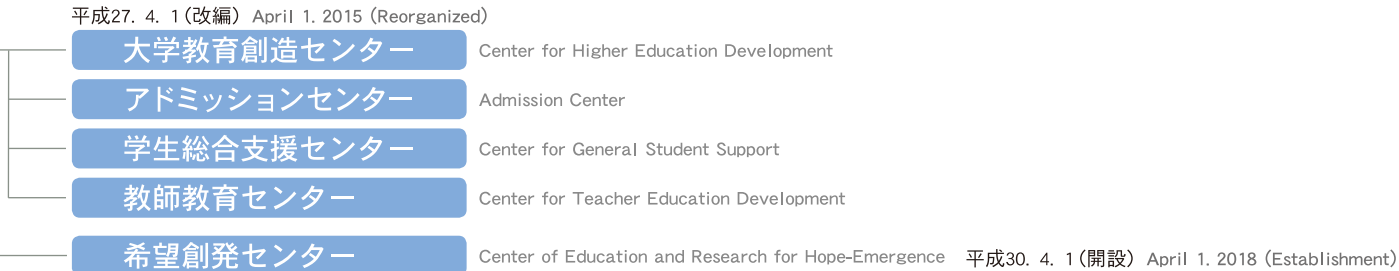 平成27. 4. 1(改編) April 1. 2015 (Reorganized)
大学教育創造センター Center for Higher Education Development
アドミッションセンター Admission Center
学生総合支援センター Center for General Student Support
教師教育センター Center for Teacher Education Development
希望創発センター Center of Education and Research for Hope-Emergence 平成30. 4. 1(開設) April 1. 2018 (Establishment)